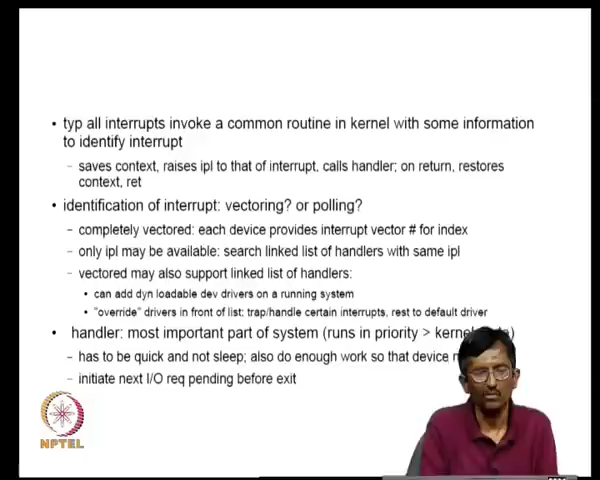 • typ all interrupts invoke a common routine in kernel with some information
to identify interrupt
– saves context, raises ipl to that of interrupt, calls handler; on return, restores
context, ret
• identification of interrupt: vectoring? or polling?
– completely vectored: each device provides interrupt vector # for index
– only ipl may be available: search linked list of handlers with same ipl
– vectored may also support linked list of handlers:
• can add dyn loadable dev drivers on a running system
• "override" drivers in front of list; trap/handle certain interrupts, rest to default driver
• handler: most important part of system (runs in priority > kernel
– has to be quick and not sleep; also do enough work so that device
– initiate next I/O req pending before exit
NPTEL